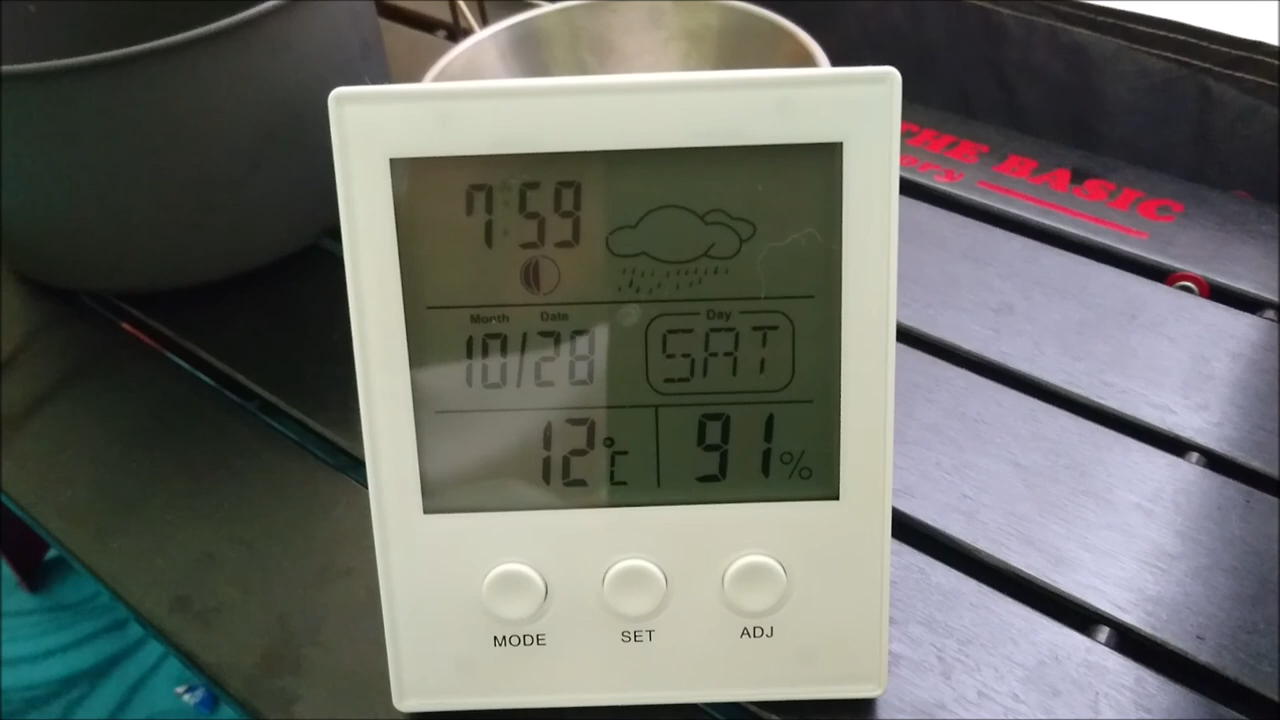 7:59
Month Date Day
10/28 SAT
12°C 91%
MODE SET ADJ
THE BASIC